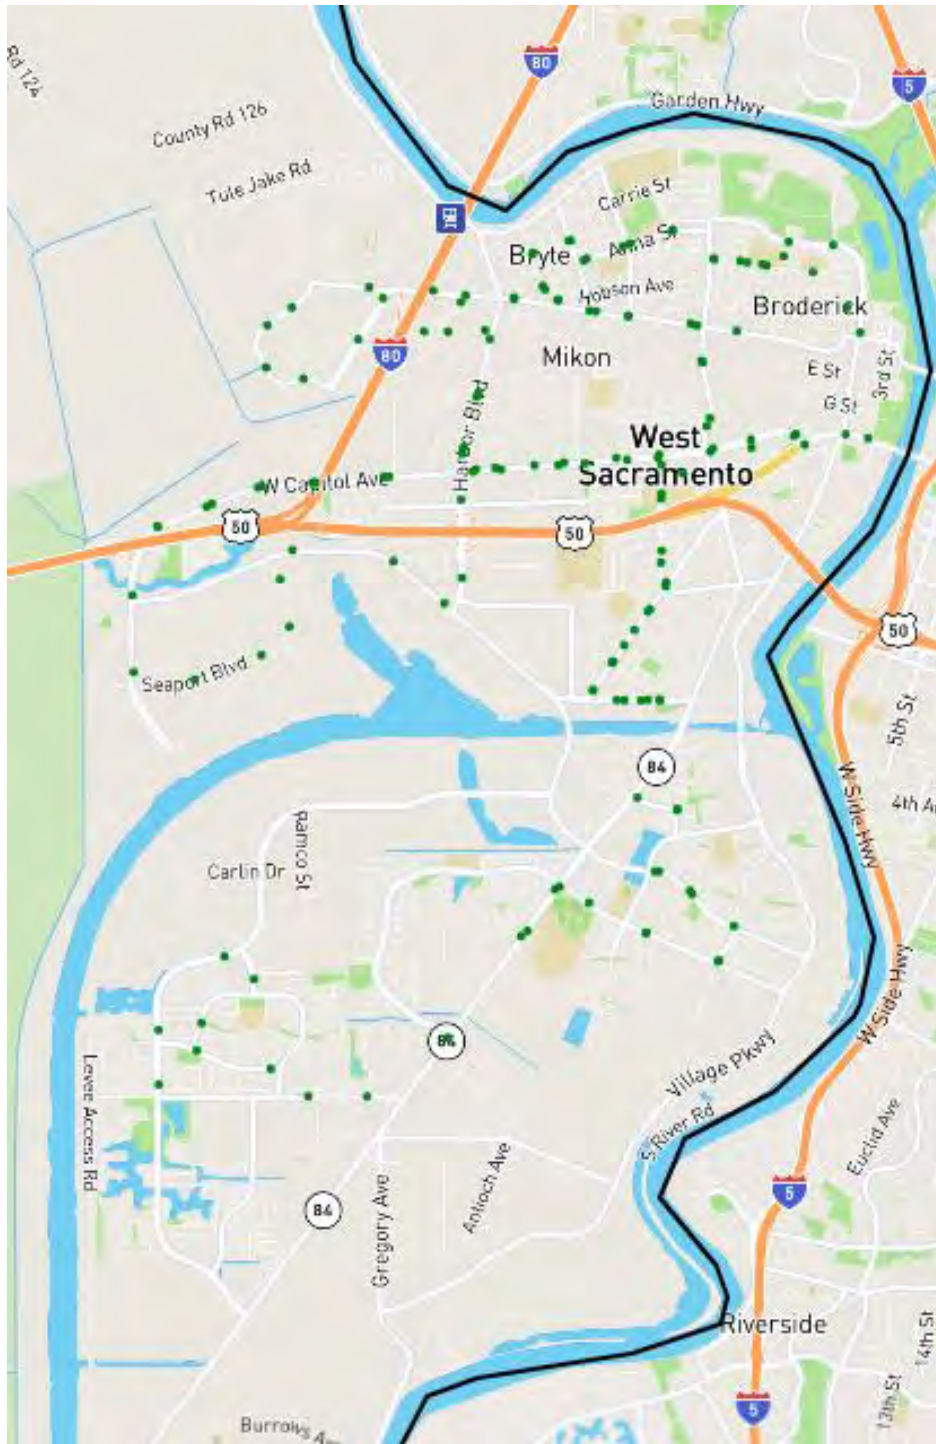 Rd 124
80
5
Garden Hwy
County Rd 126
Tule Jake Rd
Carrie St
Anna St
Bryte
Hobson Ave
Broderick
80
Mikon
E St
3rd St
G St
Harbor Blvd
West
Sacramento
W Capitol Ave
50
50
50
Seaport Blvd
5th St
84
W Side Hwy
4th A
Ramco St
Carlin Dr
W Side Hwy
84
Village Pkwy
Levee Access Rd
S River Rd
Euclid Ave
Antioch Ave
5
84
Gregory Ave
Riverside
14th St
13th St
5
Burrows Av